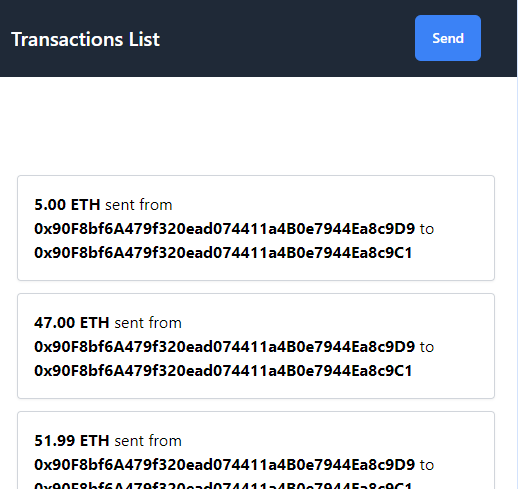 Transactions List
Send
5.00 ETH sent from
0x90F8bf6A479f320ead074411a4B0e7944Ea8c9D9 to
0x90F8bf6A479f320ead074411a4B0e7944Ea8c9C1
47.00 ETH sent from
0x90F8bf6A479f320ead074411a4B0e7944Ea8c9D9 to
0x90F8bf6A479f320ead074411a4B0e7944Ea8c9C1
51.99 ETH sent from
0x90F8bf6A479f320ead074411a4B0e7944Ea8c9D9 to
0x90F8bf6A479f320ead074411a4B0e7944Ea8c9C1